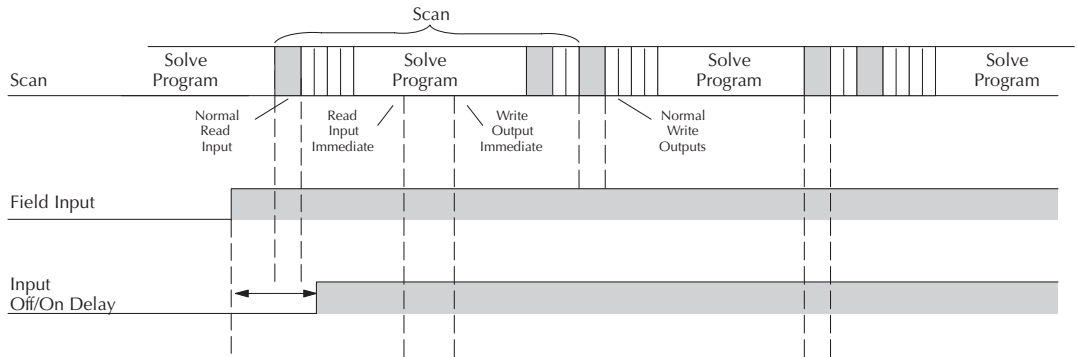 Scan
Scan
Solve
Program
Solve
Program
Solve
Program
Solve
Program
Normal
Read
Input
Read
Input
Immediate
Write
Output
Immediate
Normal
Write
Outputs
Field Input
Input
Off/On Delay